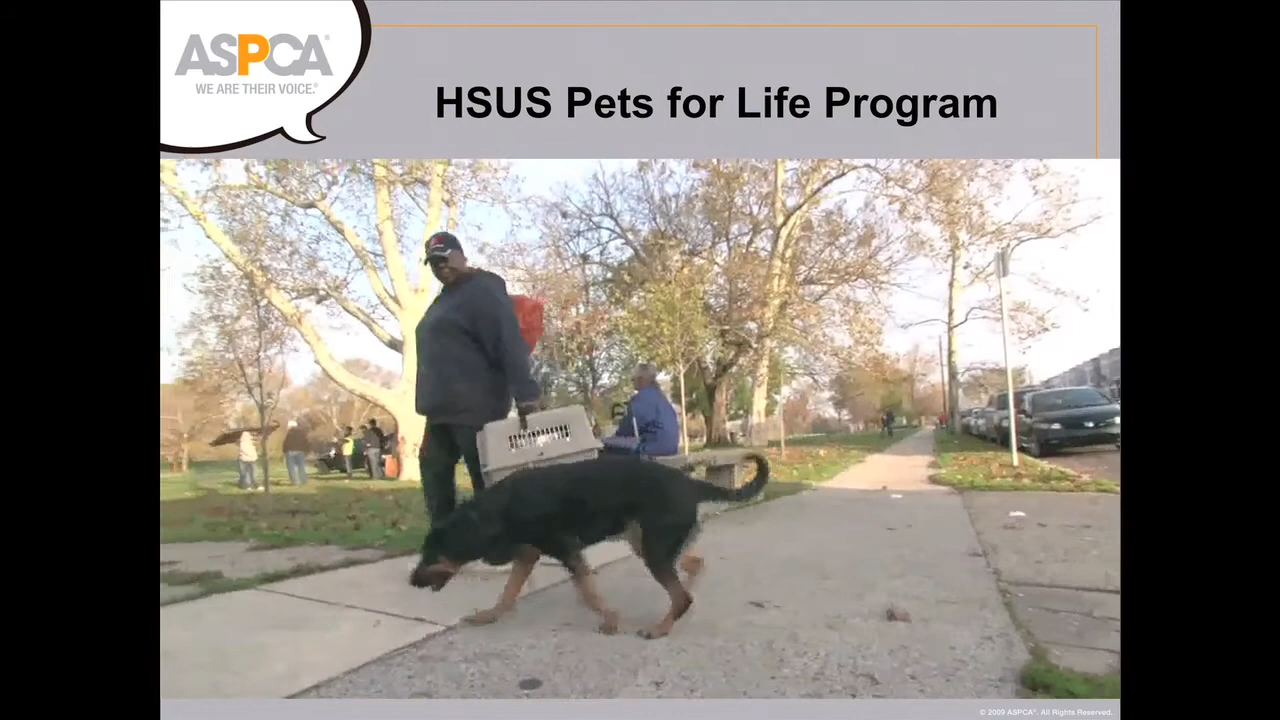 ASPCA®
WE ARE THEIR VOICE.®
HSUS Pets for Life Program
© 2009 ASPCA®. All Rights Reserved.